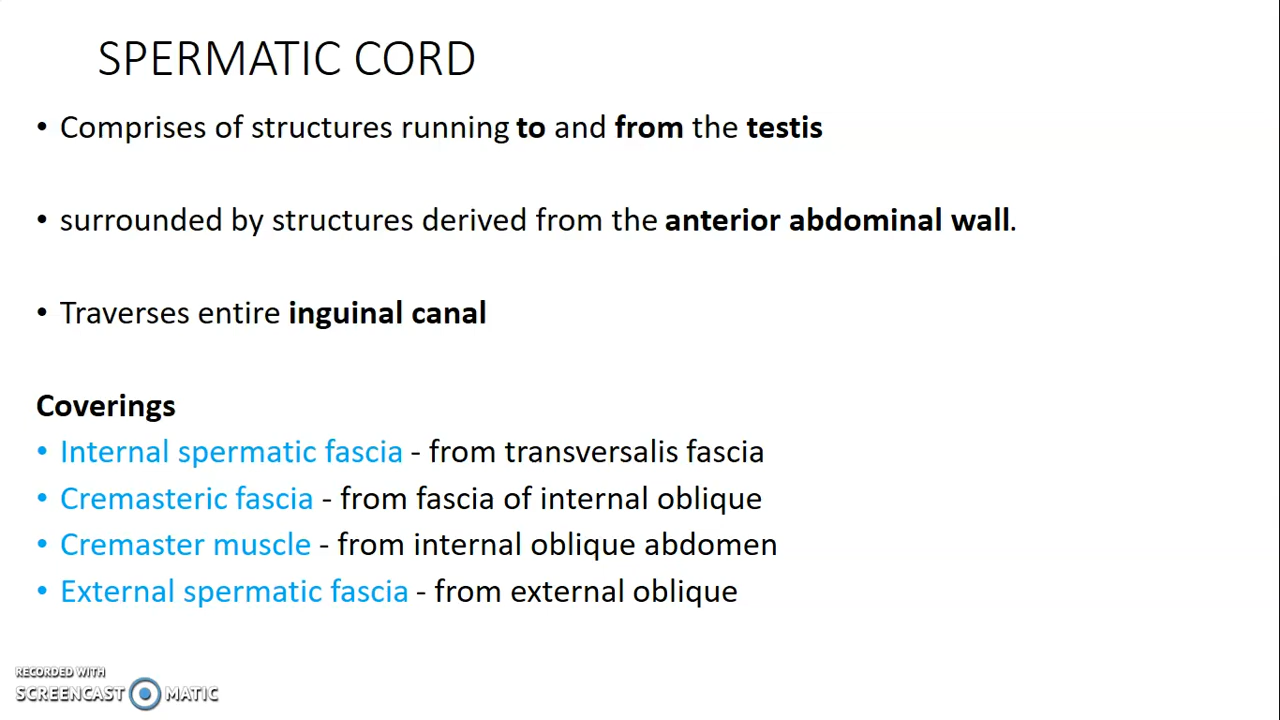 SPERMATIC CORD
• Comprises of structures running to and from the testis
• surrounded by structures derived from the anterior abdominal wall.
• Traverses entire inguinal canal
Coverings
• Internal spermatic fascia - from transversalis fascia
• Cremasteric fascia - from fascia of internal oblique
• Cremaster muscle - from internal oblique abdomen
• External spermatic fascia - from external oblique
RECORDED WITH
SCREENCAST MATIC